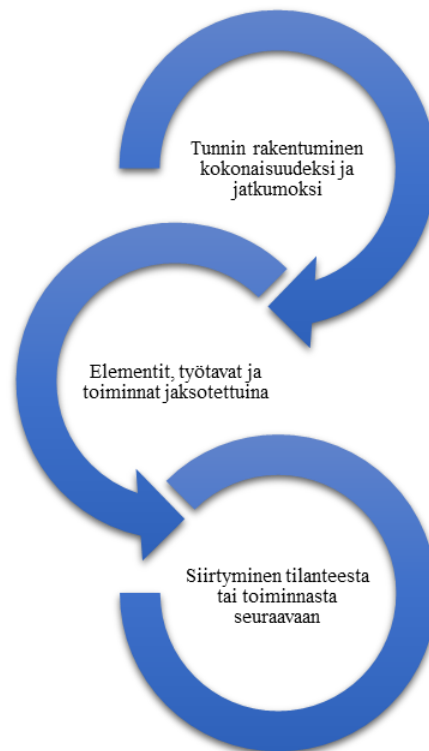 Tunnin rakentuminen
kokonaisuudeksi ja
jatkumoksi
Elementit, työtavat ja
toiminnat jaksotettuina
Siirtyminen tilanteesta
tai toiminnasta
seuraavaan